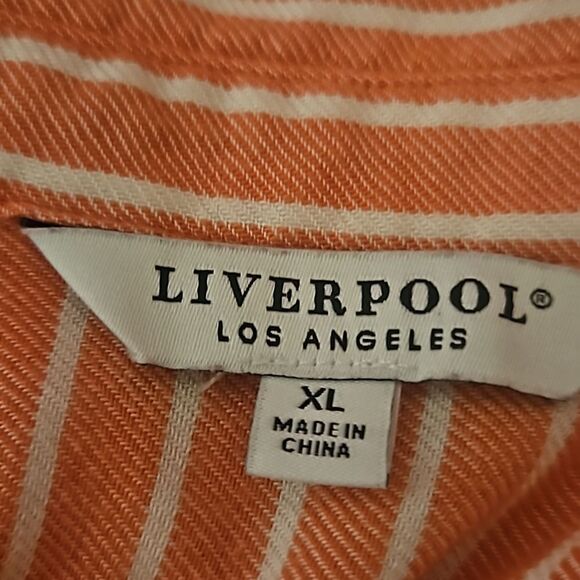 LIVERPOOL®
LOS ANGELES
XL
MADE IN
CHINA